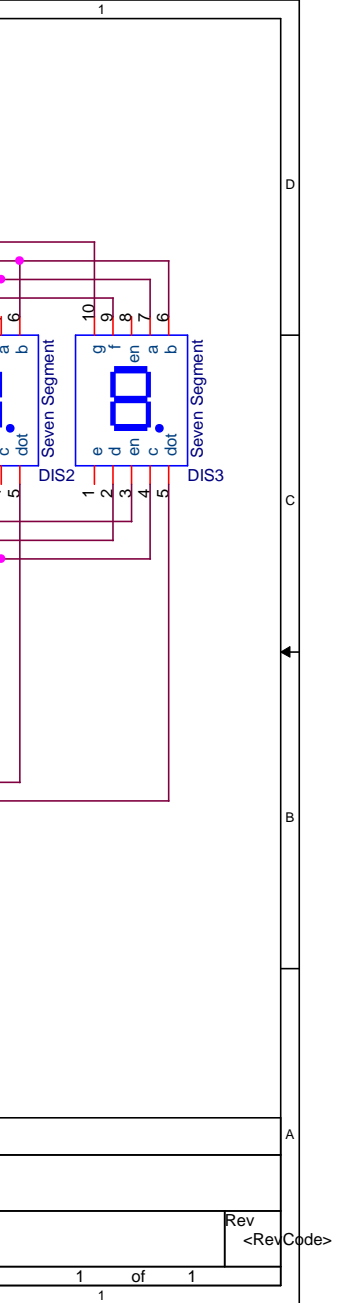 1
D
6
10
9
8
7
6
a
b
g
f
en
a
b
Seven Segment
Seven Segment
c
dot
e
d
en
c
dot
DIS2
DIS3
5
1
2
3
4
5
C
B
A
Rev
<RevCode>
1 of 1
1